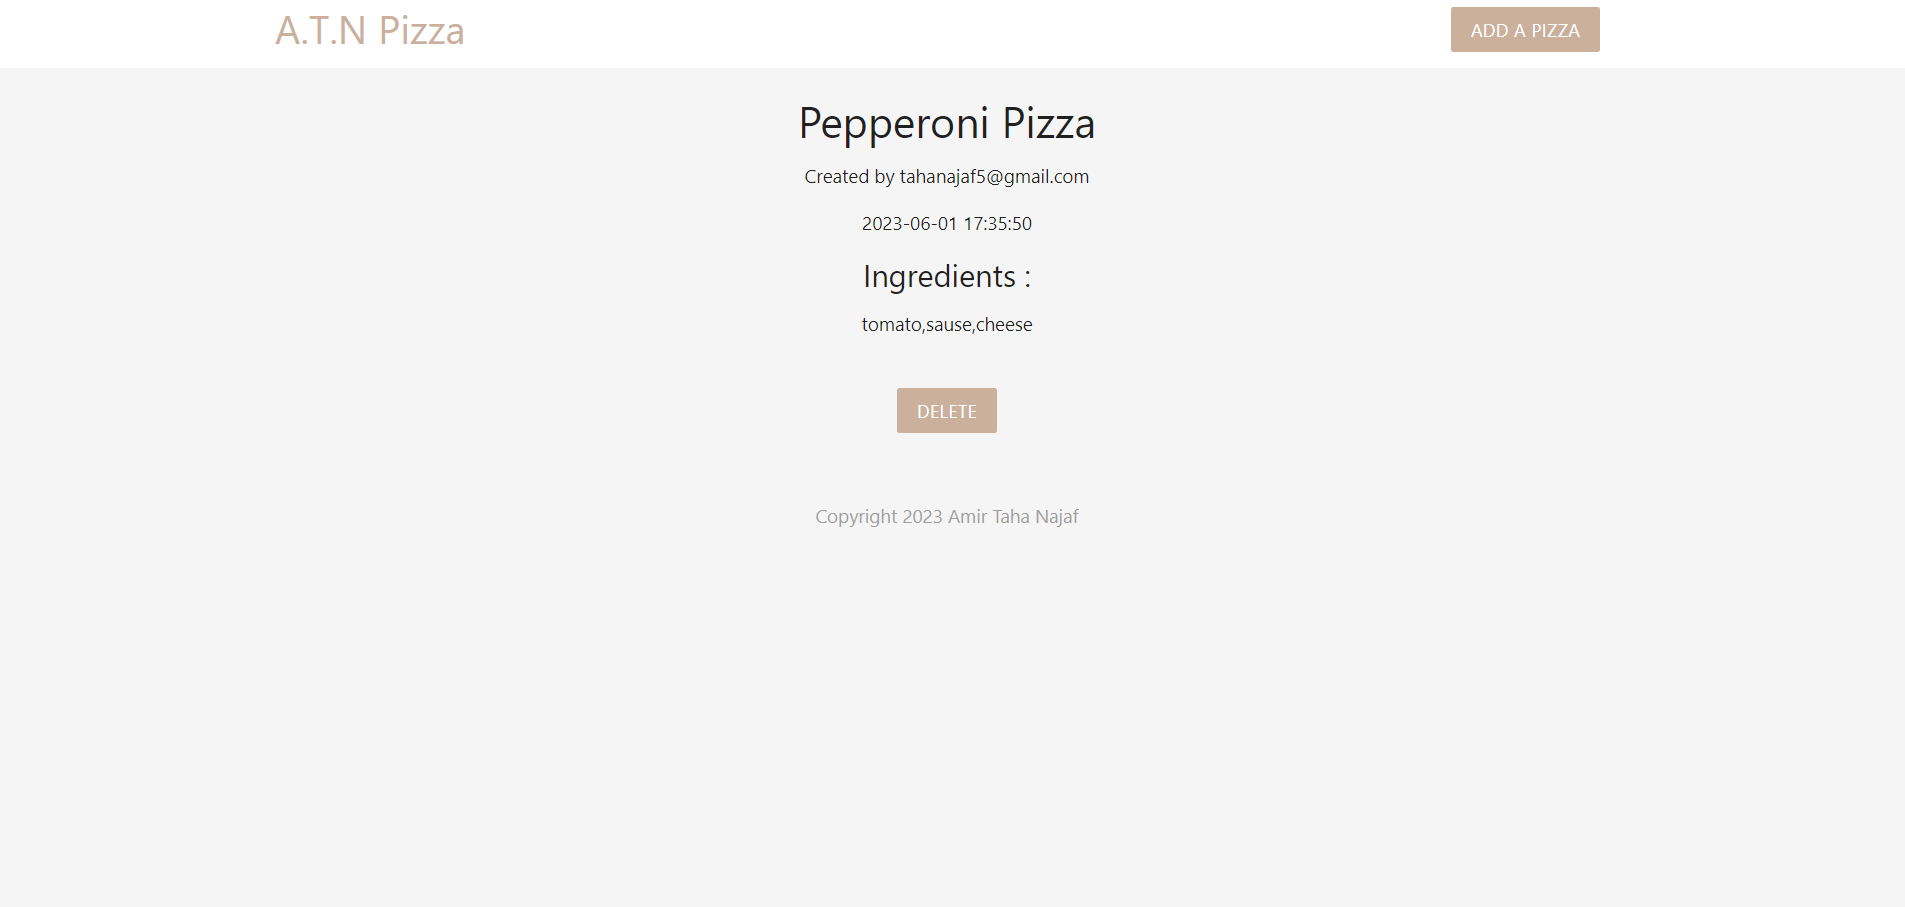 A.T.N Pizza
ADD A PIZZA
Pepperoni Pizza
Created by tahanajaf5@gmail.com
2023-06-01 17:35:50
Ingredients :
tomato,sause,cheese
DELETE
Copyright 2023 Amir Taha Najaf